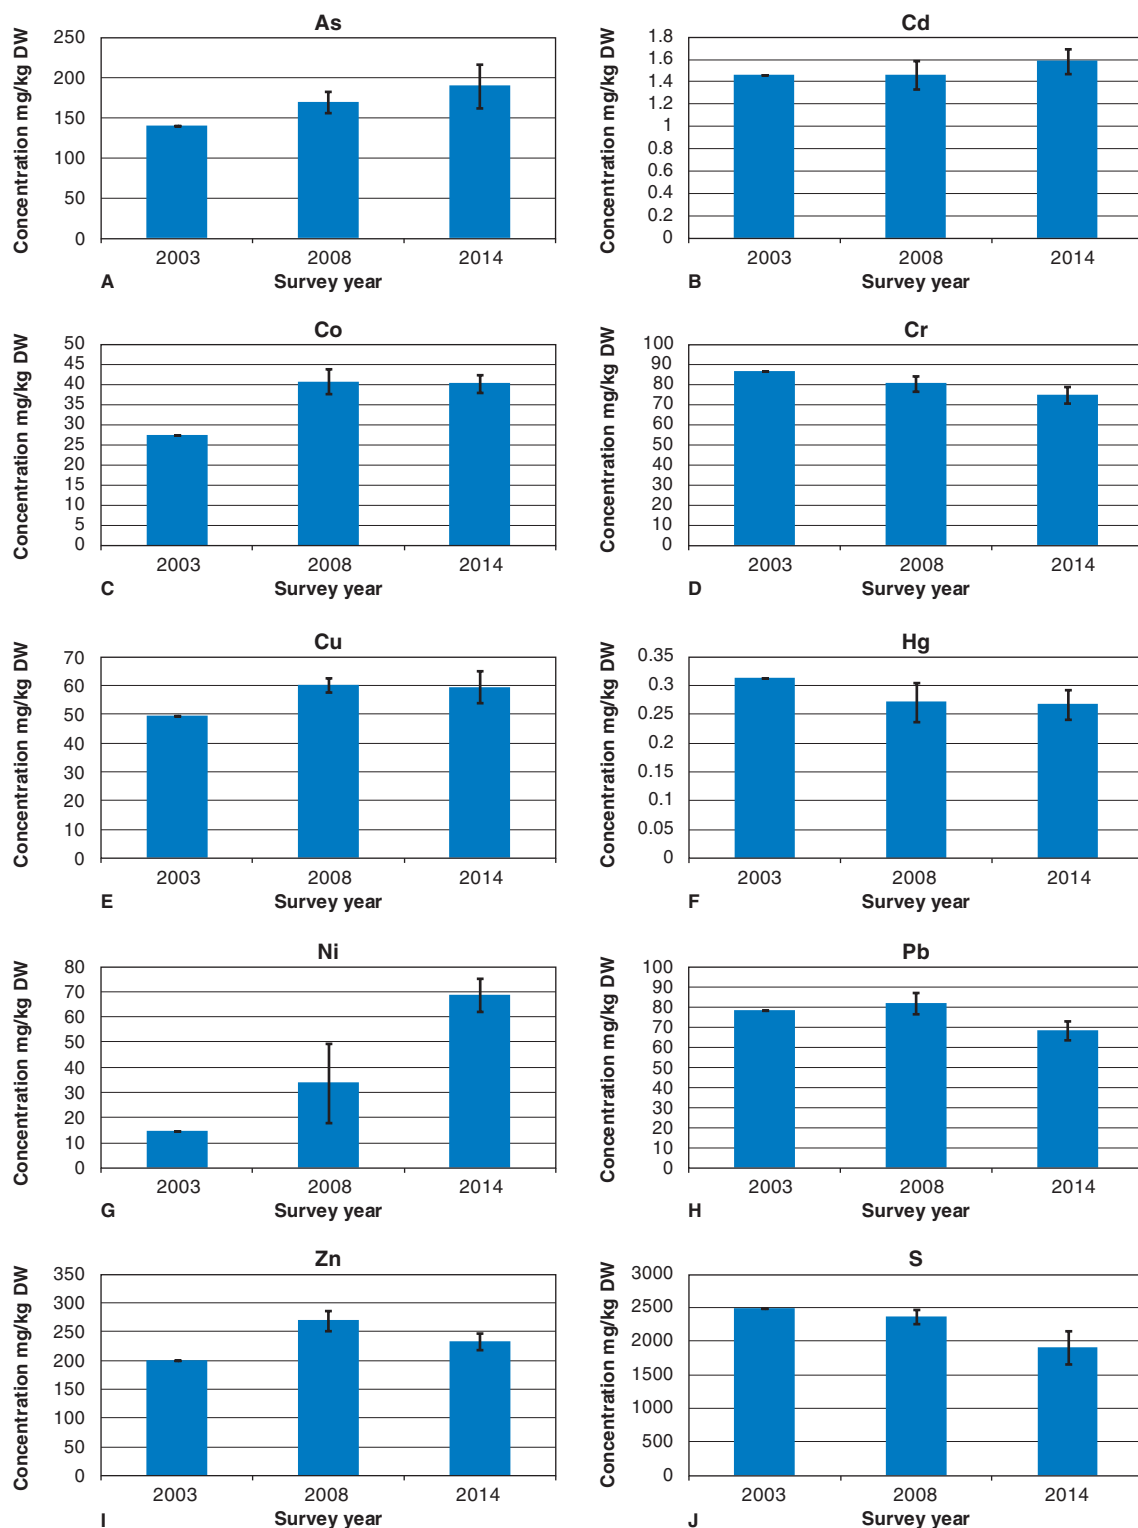 As
Concentration mg/kg DW
250
200
150
100
50
0
2003 2008 2014
Survey year
A
Cd
Concentration mg/kg DW
1.8
1.6
1.4
1.2
1
0.8
0.6
0.4
0.2
0
2003 2008 2014
Survey year
B
Co
Concentration mg/kg DW
50
45
40
35
30
25
20
15
10
5
0
2003 2008 2014
Survey year
C
Cr
Concentration mg/kg DW
100
90
80
70
60
50
40
30
20
10
0
2003 2008 2014
Survey year
D
Cu
Concentration mg/kg DW
70
60
50
40
30
20
10
0
2003 2008 2014
Survey year
E
Hg
Concentration mg/kg DW
0.35
0.3
0.25
0.2
0.15
0.1
0.05
0
2003 2008 2014
Survey year
F
Ni
Concentration mg/kg DW
80
70
60
50
40
30
20
10
0
2003 2008 2014
Survey year
G
Pb
Concentration mg/kg DW
100
90
80
70
60
50
40
30
20
10
0
2003 2008 2014
Survey year
H
Zn
Concentration mg/kg DW
350
300
250
200
150
100
50
0
2003 2008 2014
Survey year
I
S
Concentration mg/kg DW
3000
2500
2000
1500
1000
500
0
2003 2008 2014
Survey year
J